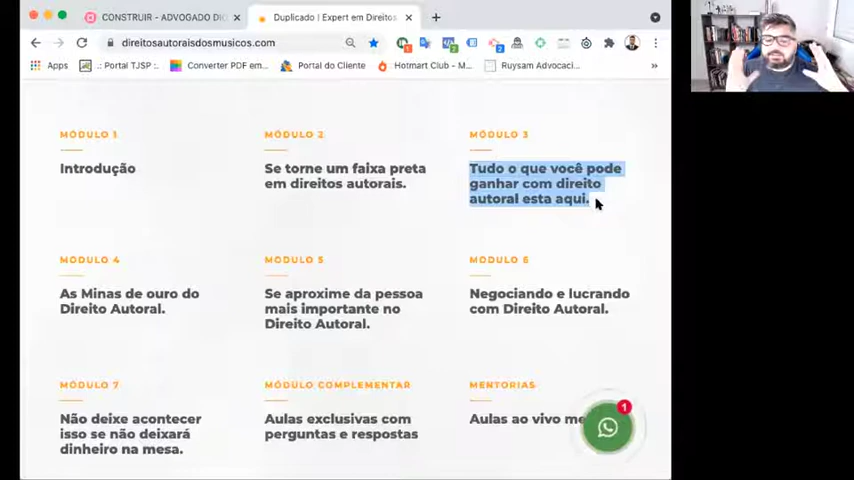 CONSTRUIR - ADVOGADO DIG
Duplicado | Expert em Direitos
direitosautoraisdosmusicos.com
Apps
.: Portal TJSP :.
Converter PDF em...
Portal do Cliente
Hotmart Club - M...
Ruysam Advocaci...
MÓDULO 1
Introdução
MÓDULO 2
Se torne um faixa preta
em direitos autorais.
MÓDULO 3
Tudo o que você pode
ganhar com direito
autoral esta aqui.
MÓDULO 4
As Minas de ouro do
Direito Autoral.
MÓDULO 5
Se aproxime da pessoa
mais importante no
Direito Autoral.
MÓDULO 6
Negociando e lucrando
com Direito Autoral.
MÓDULO 7
Não deixe acontecer
isso se não deixará
dinheiro na mesa.
MÓDULO COMPLEMENTAR
Aulas exclusivas com
perguntas e respostas
MENTORIAS
Aulas ao vivo me
1